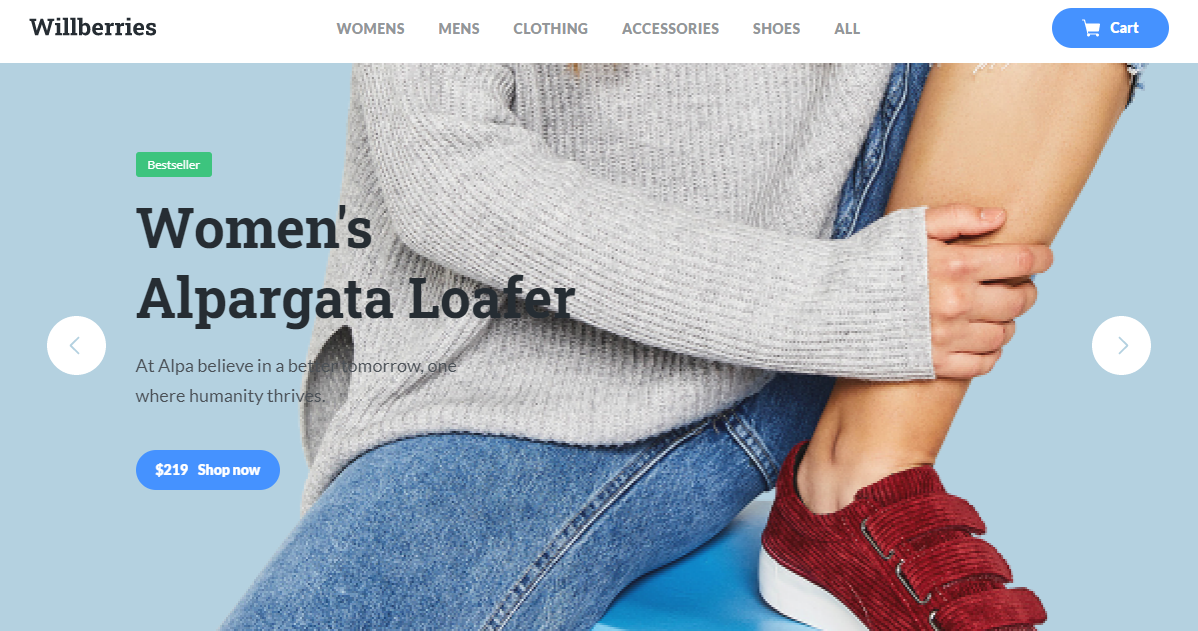 Willberries
WOMENS MENS CLOTHING ACCESSORIES SHOES ALL
Cart
Bestseller
Women's
Alpargata Loafer
At Alpa believe in a better tomorrow, one
where humanity thrives.
$219 Shop now